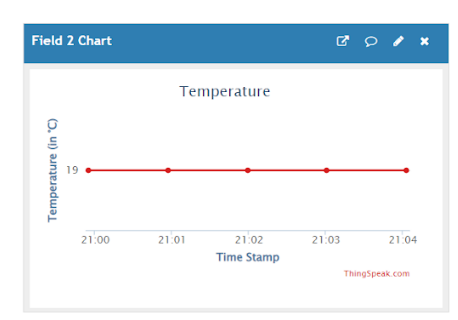 Field 2 Chart
Temperature
Temperature (in °C)
19
21:00 21:01 21:02 21:03 21:04
Time Stamp
ThingSpeak.com